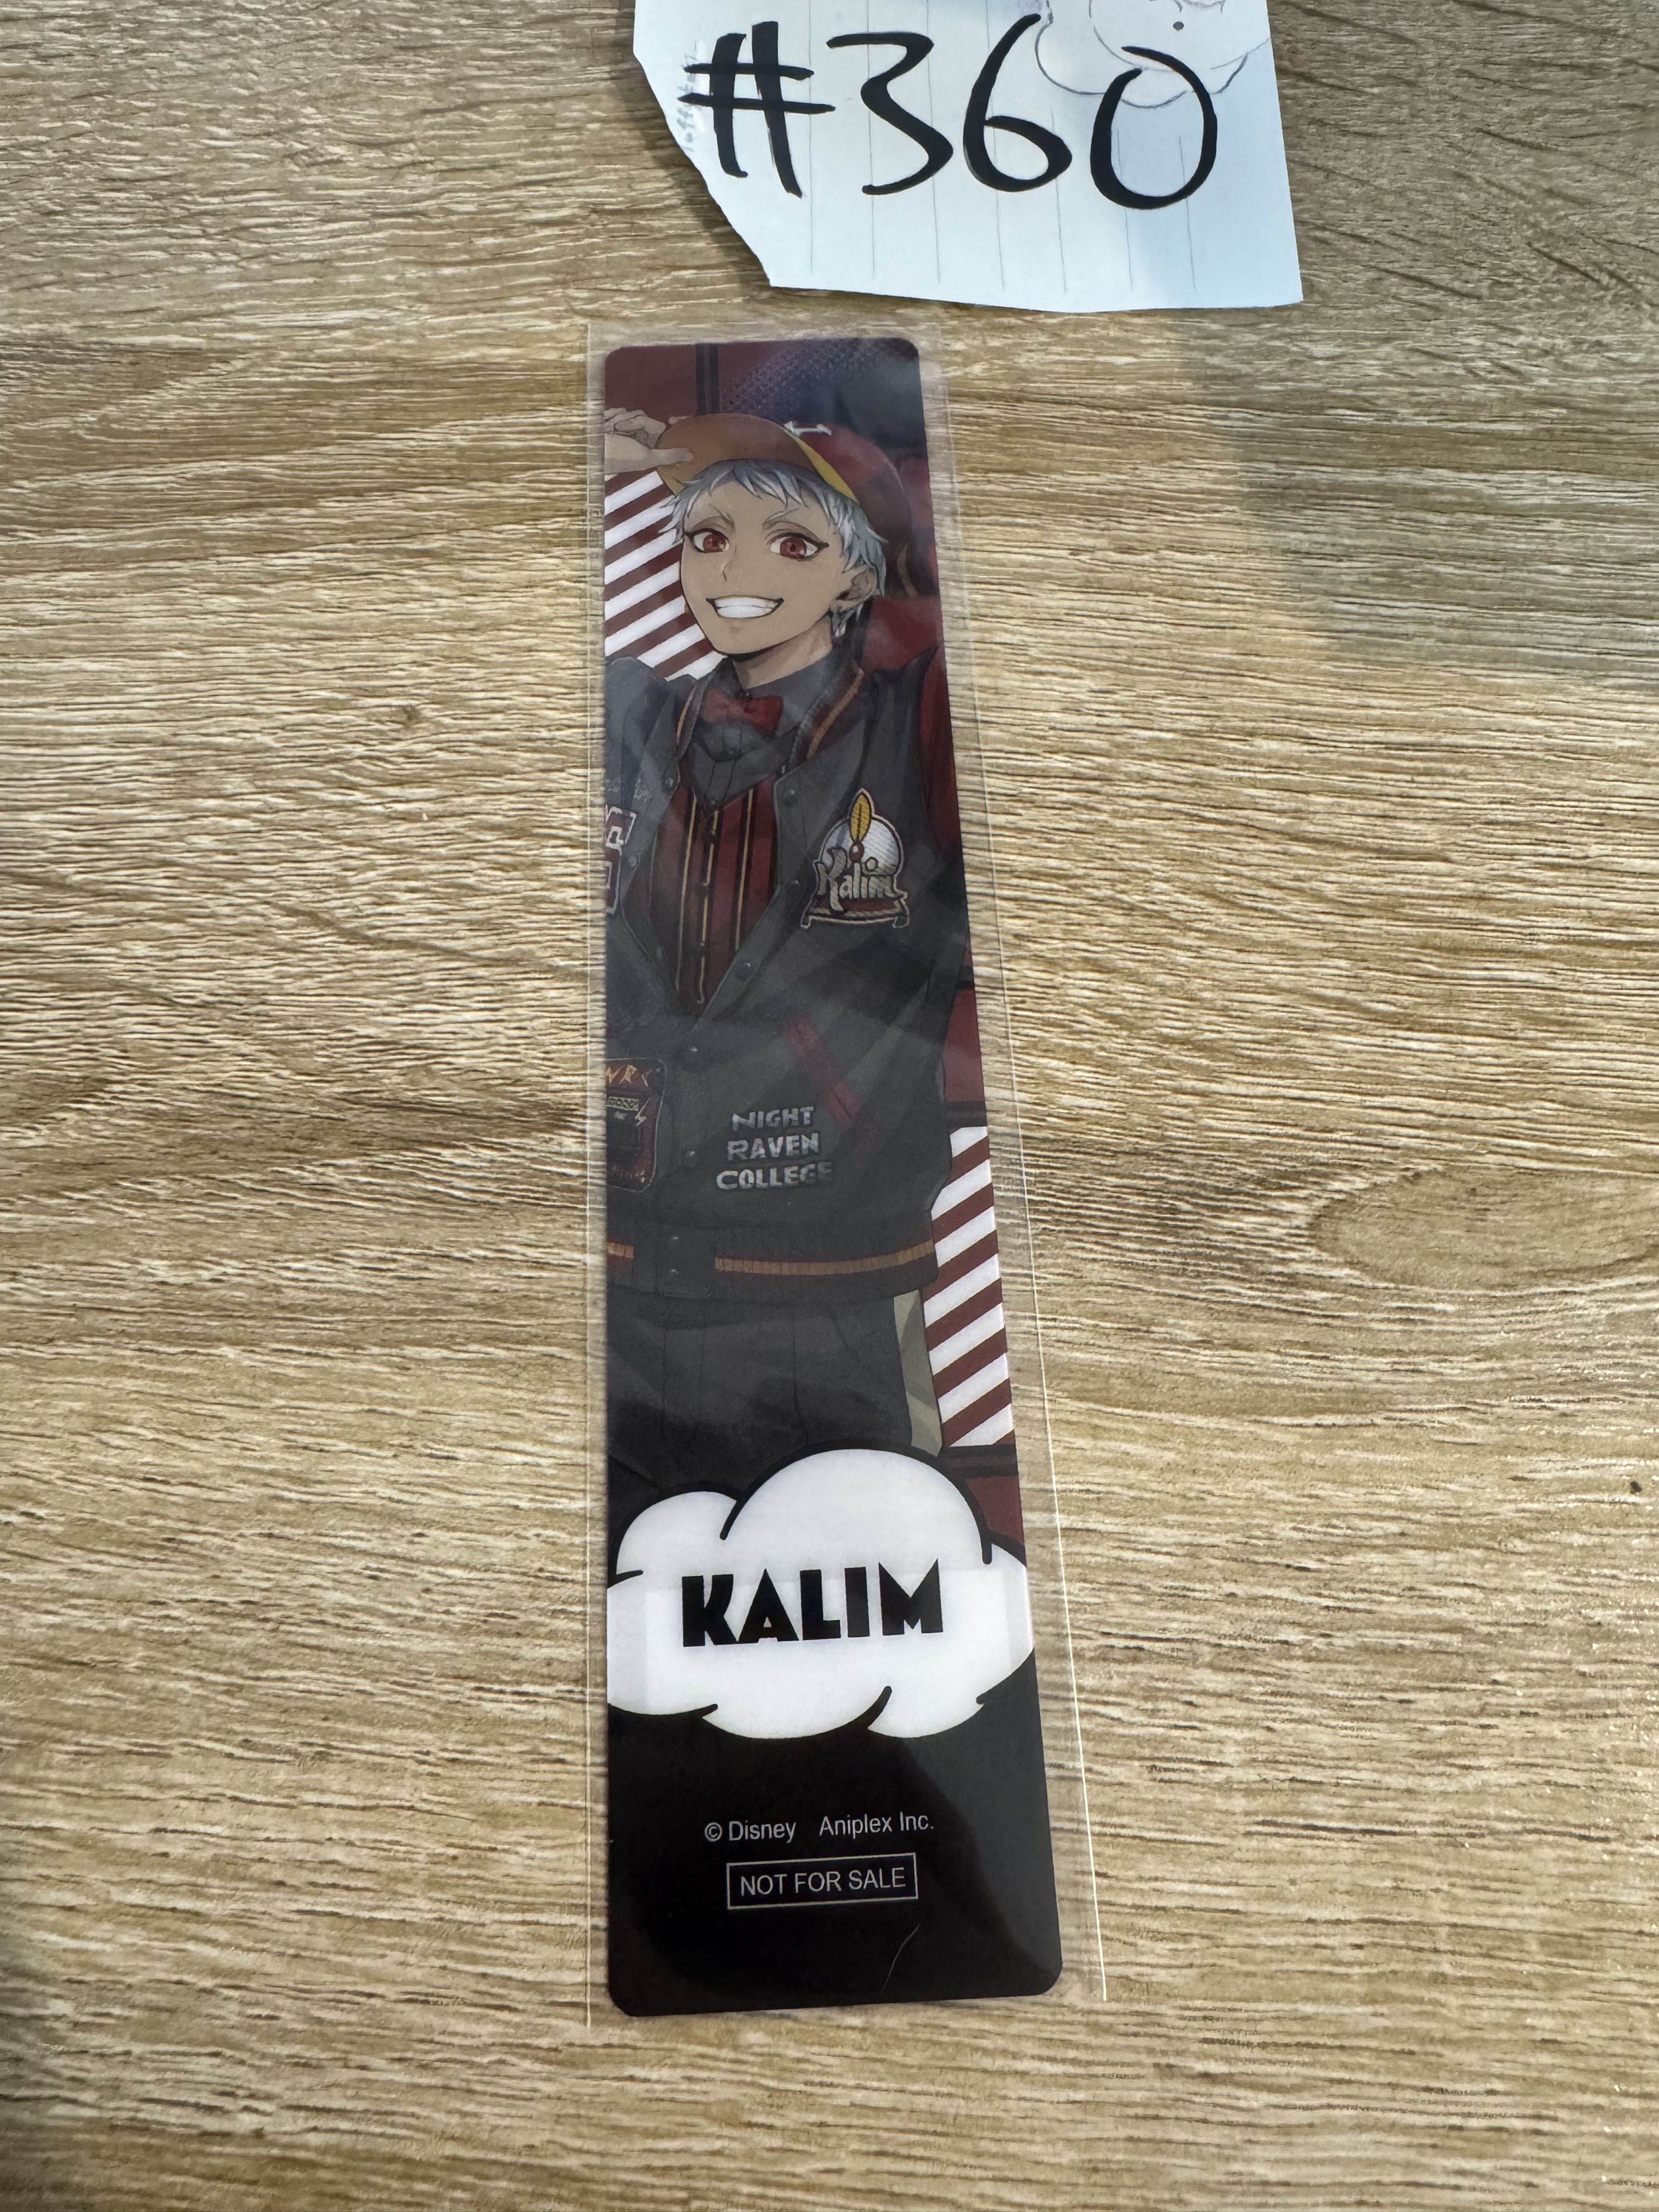 #360
Kalim
NIGHT
RAVEN
COLLEGE
KALIM
© Disney Aniplex Inc.
NOT FOR SALE